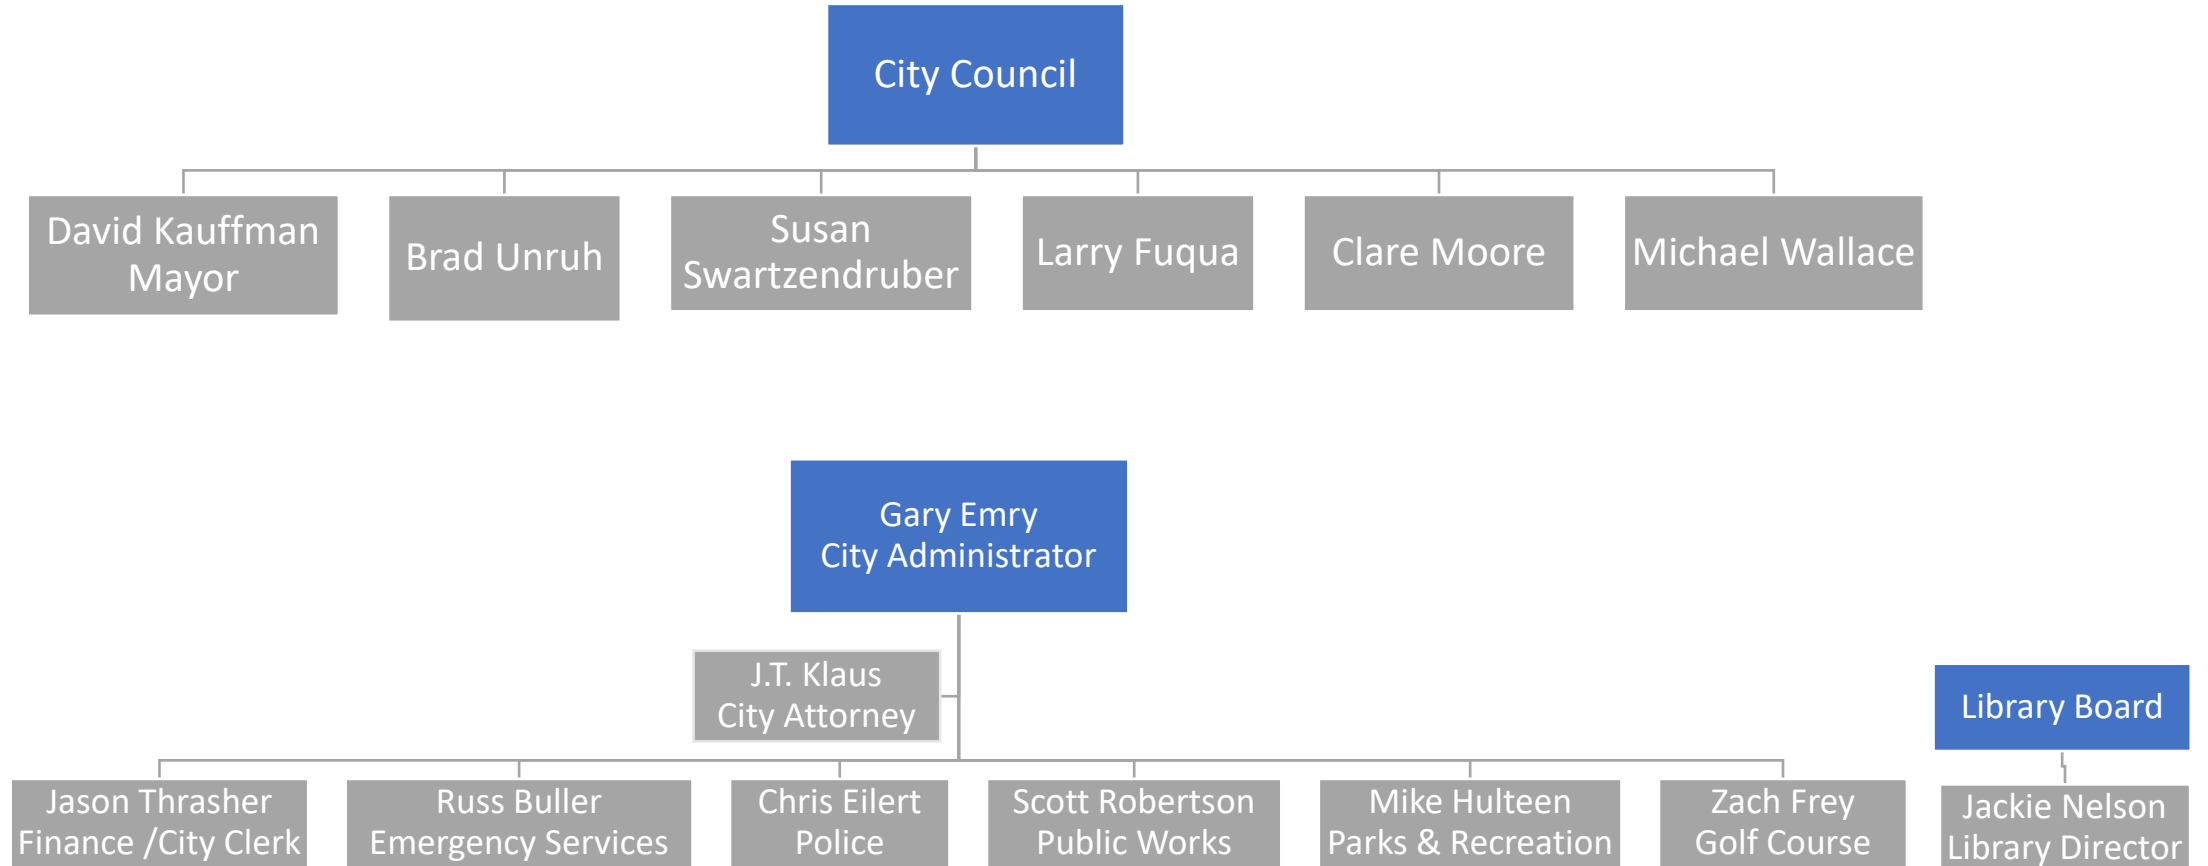 City Council
David Kauffman
Mayor
Brad Unruh
Susan
Swartzendruber
Larry Fuqua
Clare Moore
Michael Wallace
Gary Emry
City Administrator
J.T. Klaus
City Attorney
Library Board
Jason Thrasher
Finance /City Clerk
Russ Buller
Emergency Services
Chris Eilert
Police
Scott Robertson
Public Works
Mike Hulteen
Parks & Recreation
Zach Frey
Golf Course
Jackie Nelson
Library Director